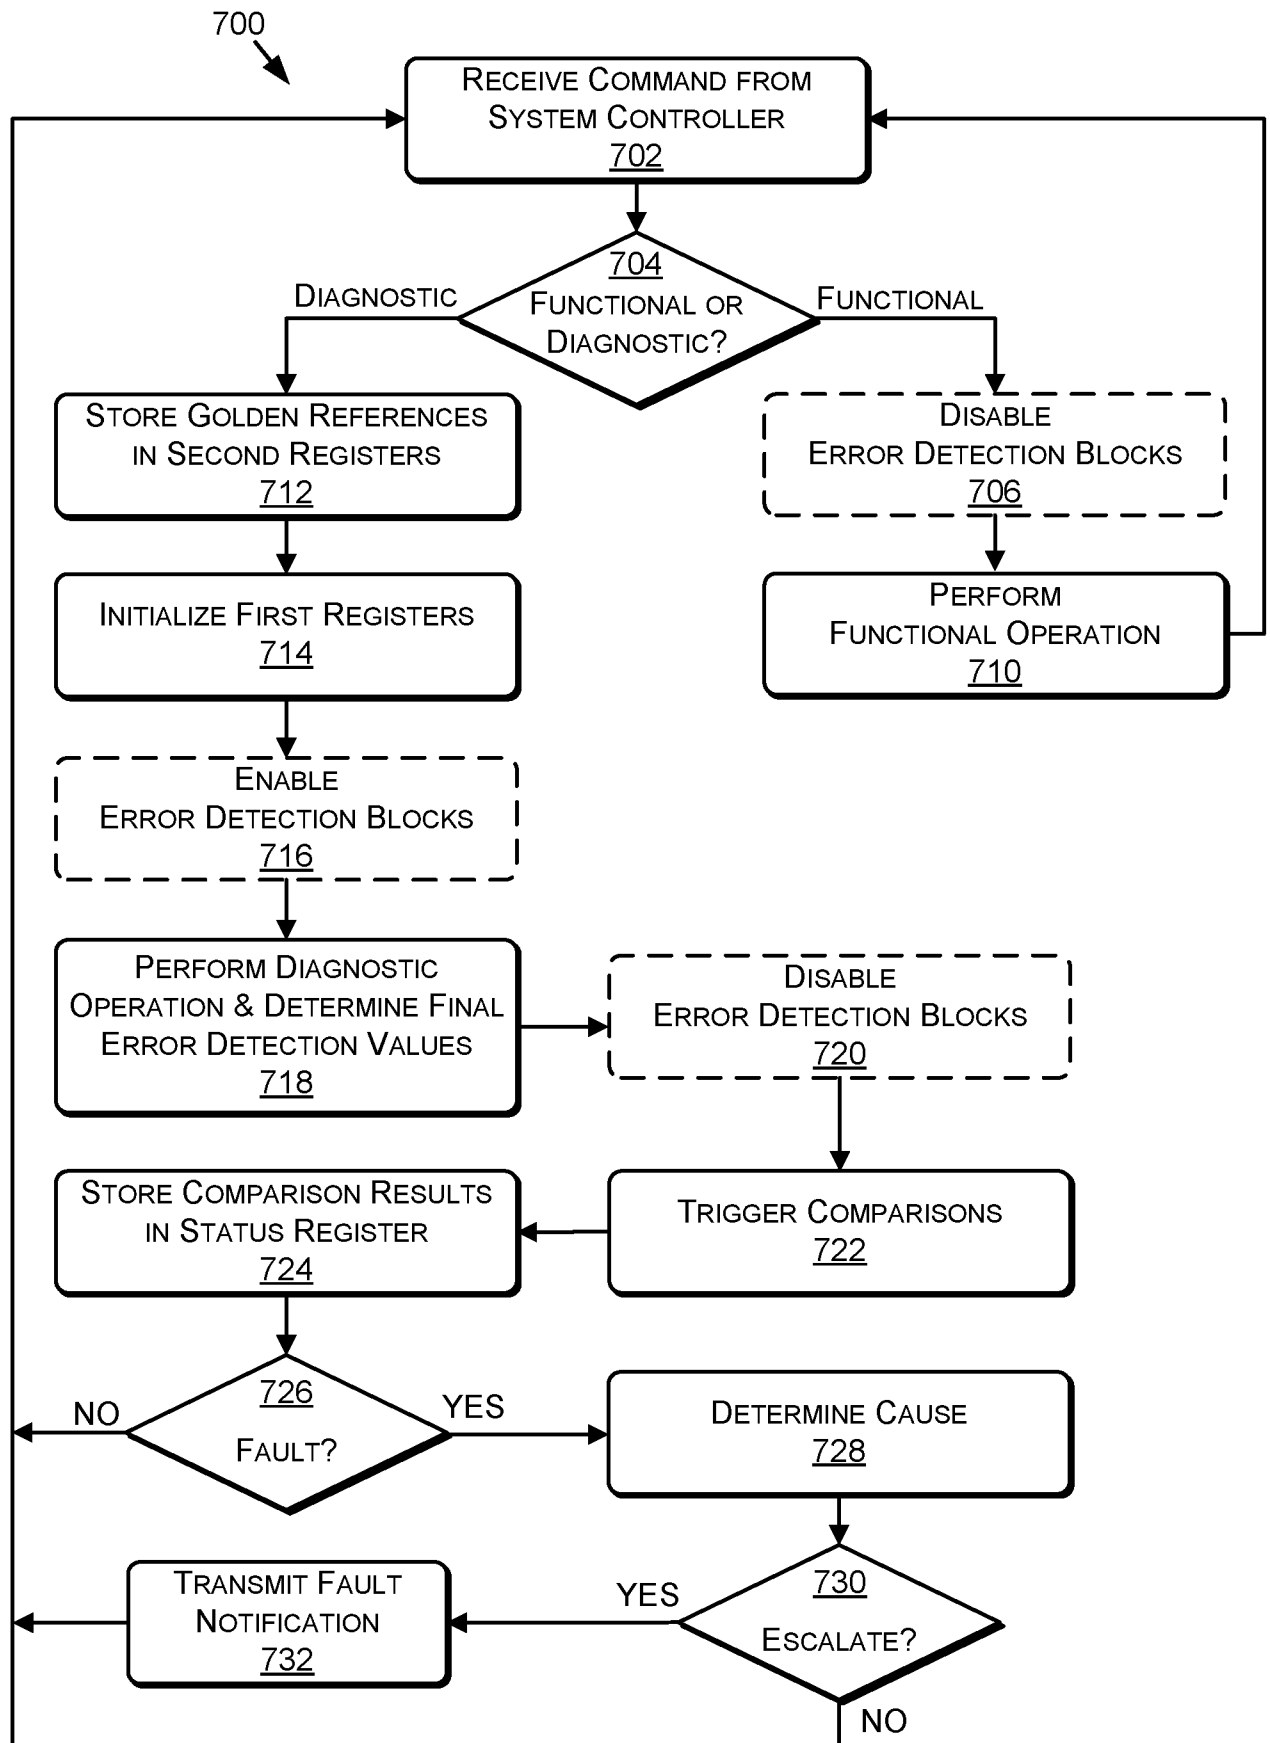 700
Receive Command from
System Controller
702
704
Functional or
Diagnostic?
Diagnostic
Functional
Store Golden References
in Second Registers
712
Disable
Error Detection Blocks
706
Initialize First Registers
714
Perform
Functional Operation
710
Enable
Error Detection Blocks
716
Perform Diagnostic
Operation & Determine Final
Error Detection Values
718
Disable
Error Detection Blocks
720
Store Comparison Results
in Status Register
724
Trigger Comparisons
722
726
Fault?
NO
YES
Determine Cause
728
730
Escalate?
YES
NO
Transmit Fault
Notification
732